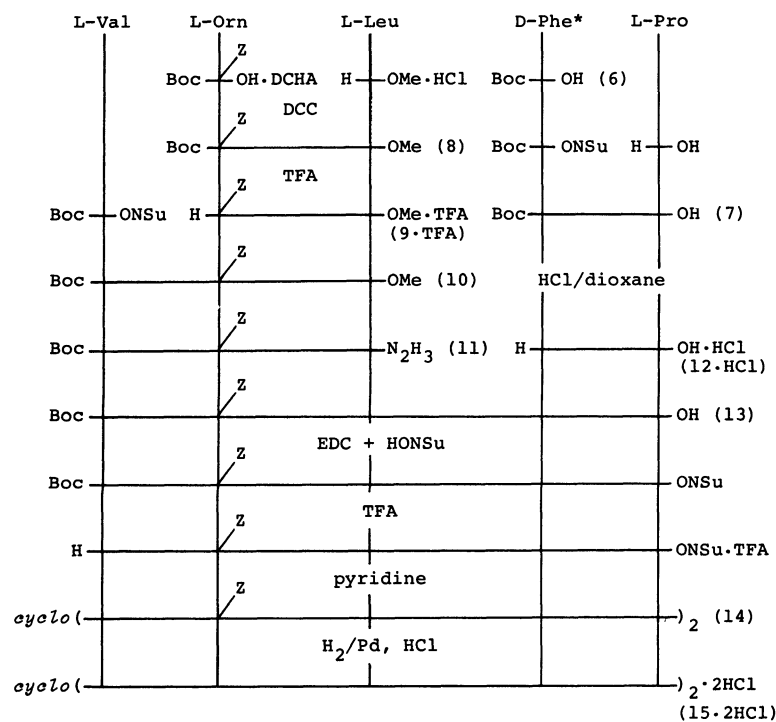 L-Val L-Orn L-Leu D-Phe* L-Pro
Z
Boc OH·DCHA H OMe·HCl Boc OH (6)
DCC
Z
Boc OMe (8) Boc ONSu H OH
TFA
Z
Boc ONSu H OMe·TFA Boc OH (7)
(9·TFA)
Z
Boc OMe (10) HCl/dioxane
Z
Boc N2H3 (11) H OH·HCl
(12·HCl)
Z
Boc OH (13)
EDC + HONSu
Z
Boc ONSu
TFA
Z
H ONSu·TFA
pyridine
Z
cyclo( )2 (14)
H2/Pd, HCl
cyclo( )2·2HCl
(15·2HCl)